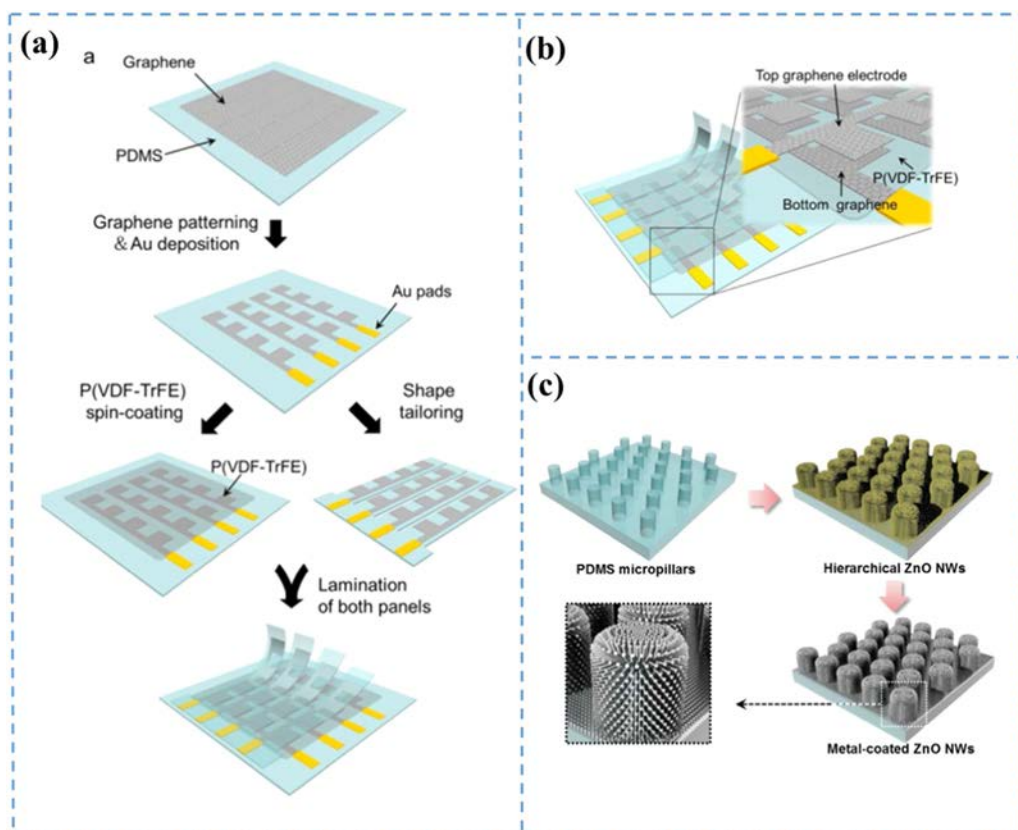 (a)
a
Graphene
PDMS
Graphene patterning
& Au deposition
Au pads
P(VDF-TrFE)
spin-coating
Shape
tailoring
P(VDF-TrFE)
Lamination
of both panels
(b)
Top graphene electrode
P(VDF-TrFE)
Bottom graphene
(c)
PDMS micropillars
Hierarchical ZnO NWs
Metal-coated ZnO NWs